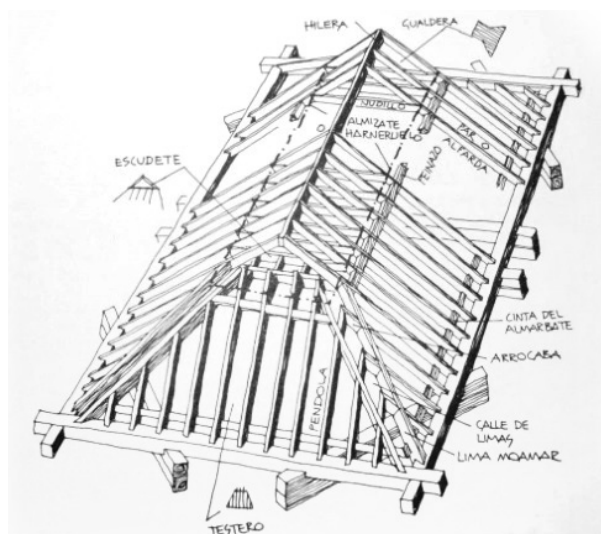 HILERA
GUALDERA
NUDILLO
ALMIZATE
HARNERUELO
PAR O
ALFARDA
PEINAZO
ESCUDETE
CINTA DEL
ALMARBATE
ARROCABA
PENDOLA
CALLE DE
LIMAS
LIMA MOAMAR
TESTERO